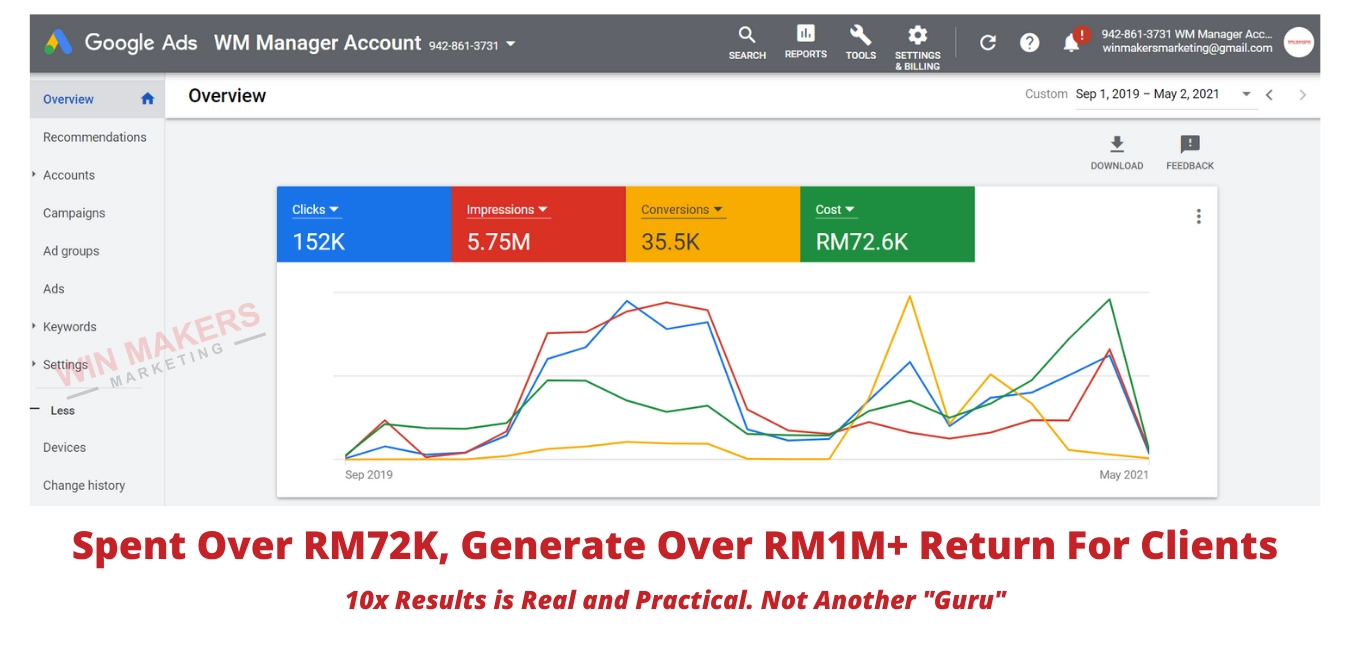 Google Ads WM Manager Account 942-861-3731
SEARCH
REPORTS
TOOLS
SETTINGS
& BILLING
942-861-3731 WM Manager Acc...
winmakersmarketing@gmail.com
Overview
Recommendations
Accounts
Campaigns
Ad groups
Ads
Keywords
Settings
Less
Devices
Change history
WIN MAKERS
MARKETING
Overview
Custom Sep 1, 2019 – May 2, 2021
DOWNLOAD
FEEDBACK
Clicks
152K
Impressions
5.75M
Conversions
35.5K
Cost
RM72.6K
Sep 2019
May 2021
Spent Over RM72K, Generate Over RM1M+ Return For Clients
10x Results is Real and Practical. Not Another "Guru"